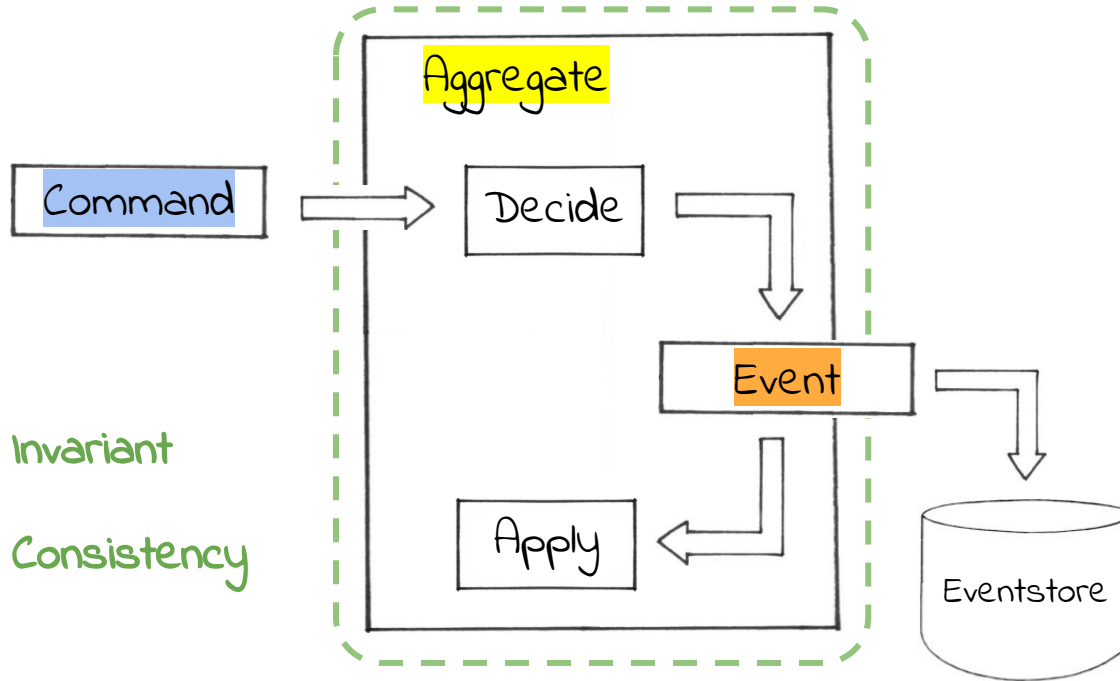 Aggregate
Command
Decide
Event
Invariant
Apply
Consistency
Eventstore